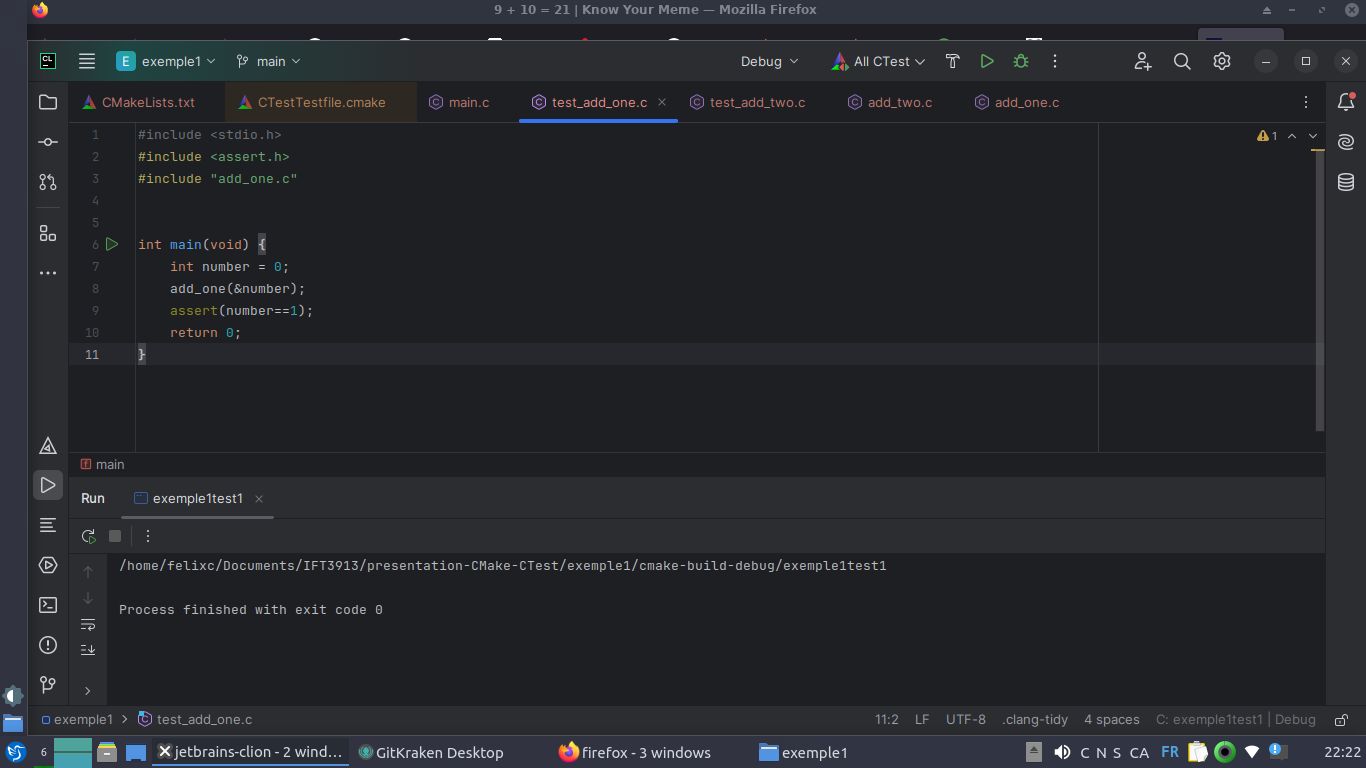 9 + 10 = 21 | Know Your Meme — Mozilla Firefox
CL
E exemple1 main Debug All CTest
CMakeLists.txt CTestTestfile.cmake main.c test_add_one.c test_add_two.c add_two.c add_one.c
1 #include <stdio.h> 1
2 #include <assert.h>
3 #include "add_one.c"
4
5
6 int main(void) {
7 int number = 0;
8 add_one(&number);
9 assert(number==1);
10 return 0;
11 }
f main
Run exemple1test1
/home/felixc/Documents/IFT3913/presentation-CMake-CTest/exemple1/cmake-build-debug/exemple1test1
Process finished with exit code 0
exemple1 > test_add_one.c 11:2 LF UTF-8 .clang-tidy 4 spaces C: exemple1test1 | Debug
6 jetbrains-clion - 2 wind... GitKraken Desktop firefox - 3 windows exemple1 C N S CA FR 22:22